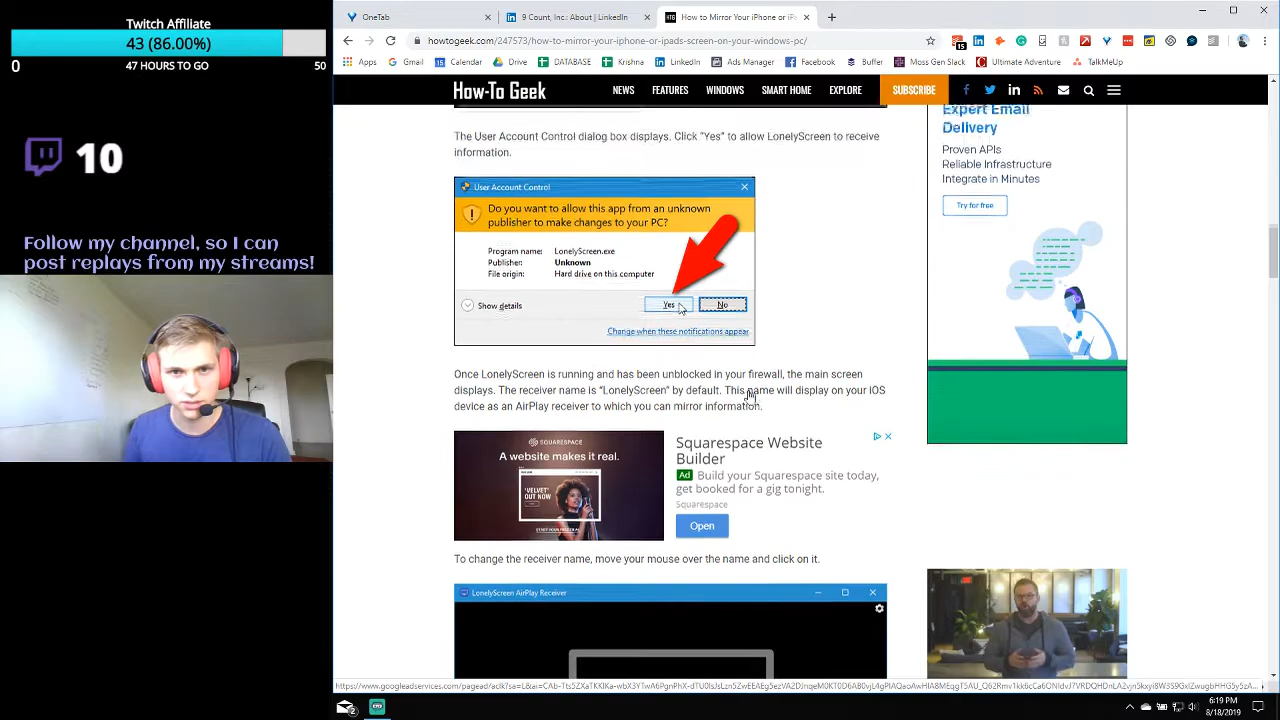 Twitch Affiliate
43 (86.00%)
0 47 HOURS TO GO 50
10
Follow my channel, so I can
post replays from my streams!
OneTab
9 Count, Inc: About | LinkedIn
HTG How to Mirror Your iPhone or iPa
howtogeek.com/247573/how-to-mirror-your-iphone-or-ipads-screen-on-your-windows-pc/
15
Apps Gmail Calendar Drive DATABASE Krishna LinkedIn Ad Manager Facebook Buffer Moss Gen Slack Ultimate Adventure TalkMeUp
How-To Geek NEWS FEATURES WINDOWS SMART HOME EXPLORE SUBSCRIBE
The User Account Control dialog box displays. Click "Yes" to allow LonelyScreen to receive
information.
User Account Control
Do you want to allow this app from an unknown
publisher to make changes to your PC?
Program name: LonelyScreen.exe
Publisher: Unknown
File origin: Hard drive on this computer
Show details Yes No
Change when these notifications appear
Once LonelyScreen is running and has been unblocked in your firewall, the main screen
displays. The receiver name is "LonelyScreen" by default. This name will display on your iOS
device as an AirPlay receiver to which you can mirror information.
SQUARESPACE
A website makes it real.
'VELVET'
OUT NOW
Squarespace Website
Builder
Ad Build your Squarespace site today,
get booked for a gig tonight.
Squarespace
Open
To change the receiver name, move your mouse over the name and click on it.
LonelyScreen AirPlay Receiver
Expert Email
Delivery
Proven APIs
Reliable Infrastructure
Integrate in Minutes
Try for free
2
6:19 PM
8/18/2019